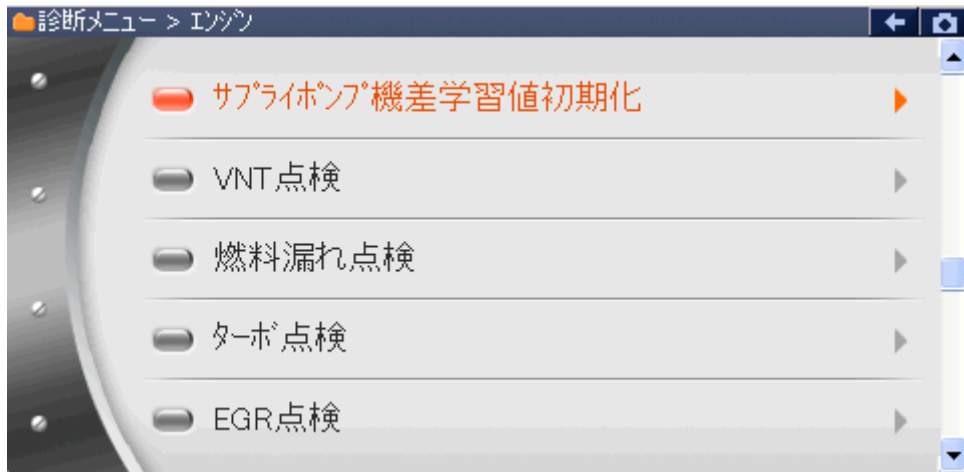 診断メニュー > エンジン
サプライポンプ機差学習値初期化
VNT点検
燃料漏れ点検
ターボ点検
EGR点検